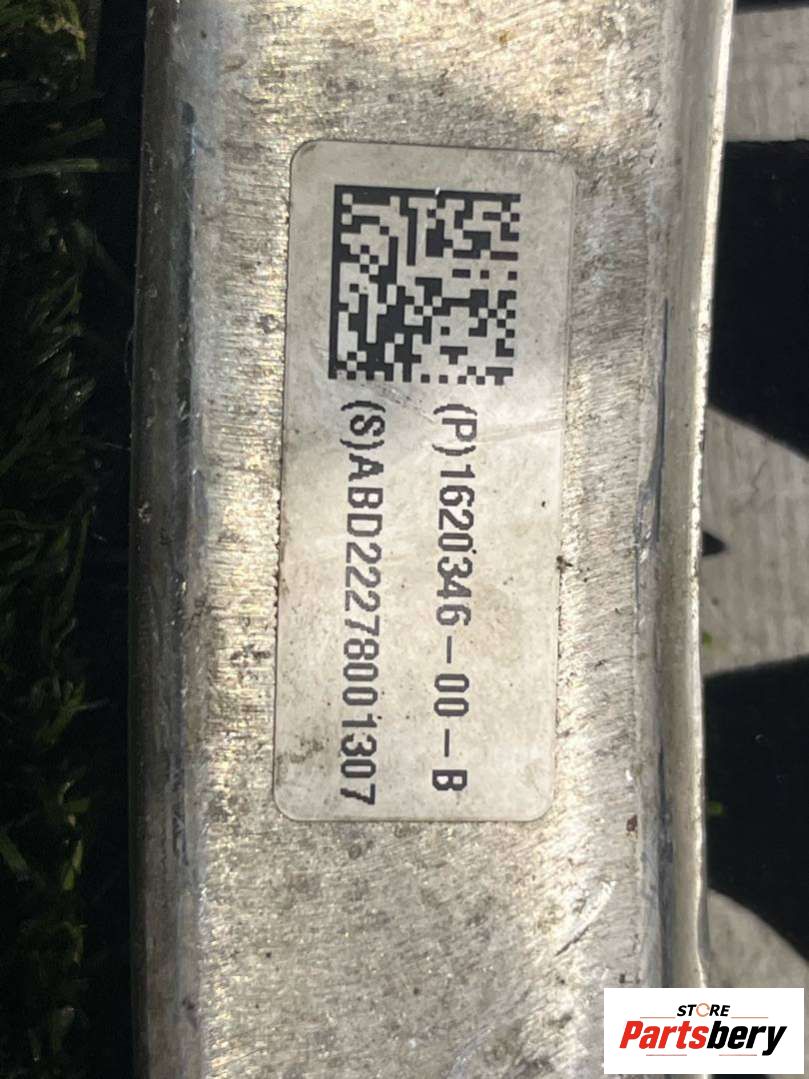 (P)1620346-00-B
(S)ABD22278001307
STORE
Partsbery